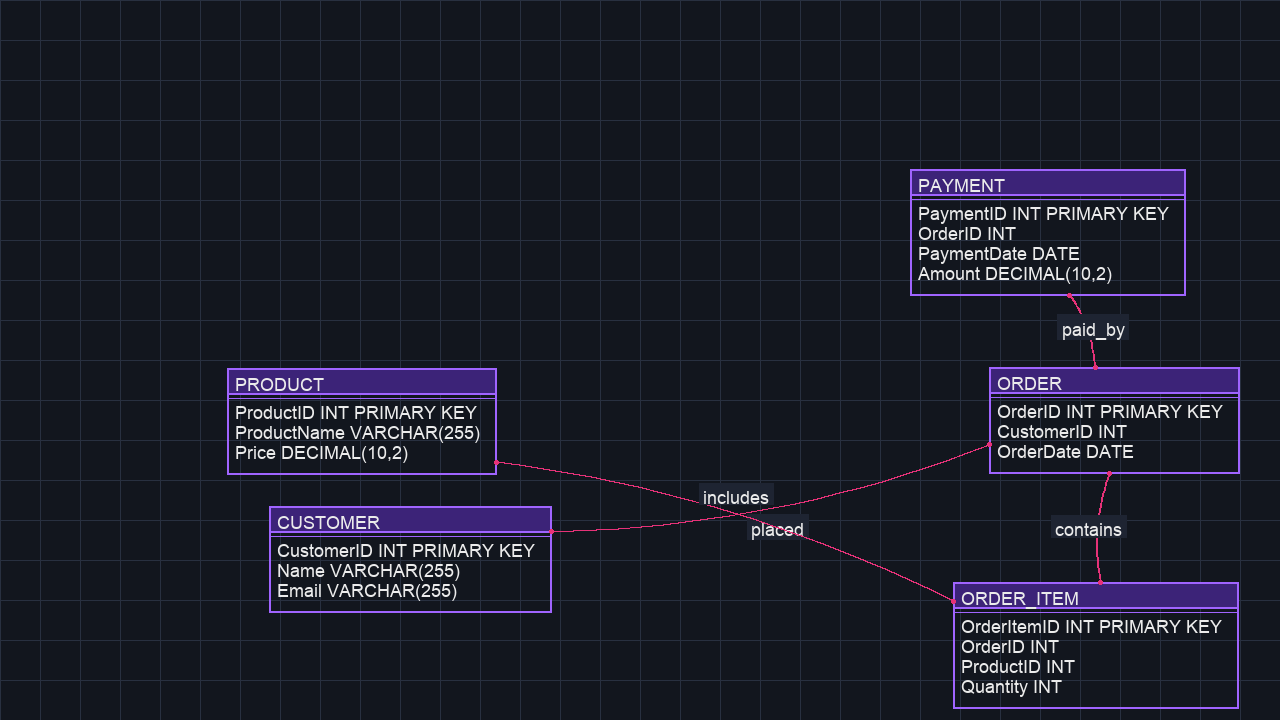 PAYMENT
PaymentID INT PRIMARY KEY
OrderID INT
PaymentDate DATE
Amount DECIMAL(10,2)
paid_by
PRODUCT
ProductID INT PRIMARY KEY
ProductName VARCHAR(255)
Price DECIMAL(10,2)
ORDER
OrderID INT PRIMARY KEY
CustomerID INT
OrderDate DATE
includes
placed
contains
CUSTOMER
CustomerID INT PRIMARY KEY
Name VARCHAR(255)
Email VARCHAR(255)
ORDER_ITEM
OrderItemID INT PRIMARY KEY
OrderID INT
ProductID INT
Quantity INT